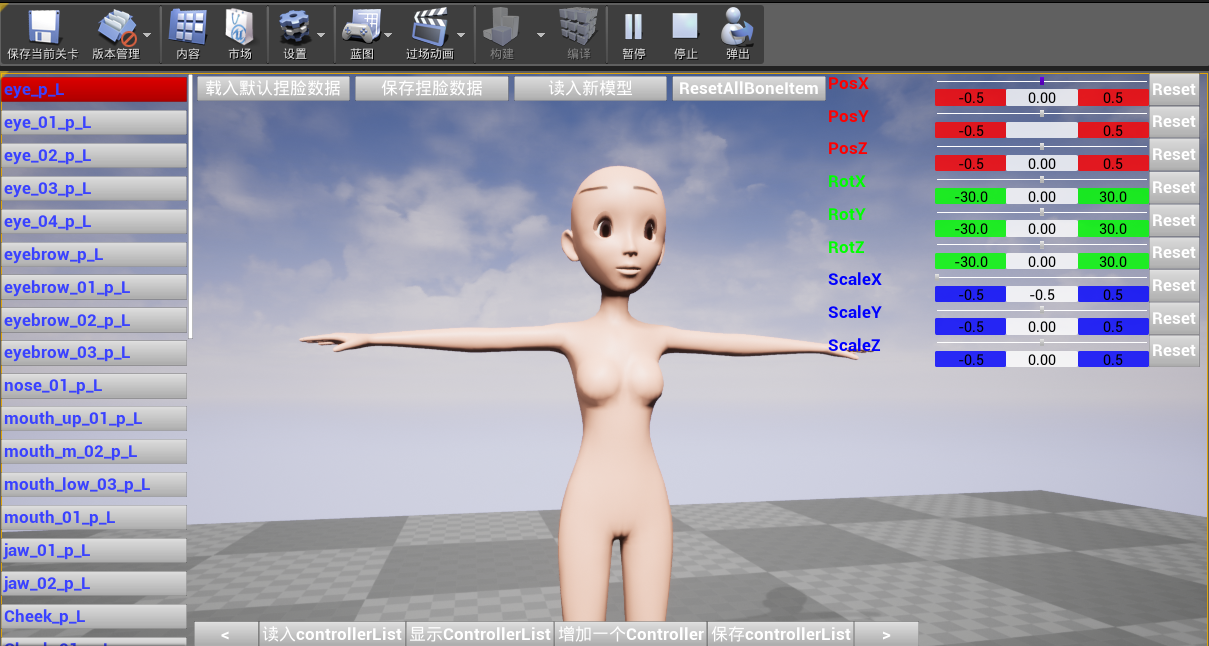 保存当前关卡 版本管理 内容 市场 设置 蓝图 过场动画 构建 编译 暂停 停止 弹出
载入默认捏脸数据 保存捏脸数据 读入新模型 ResetAllBoneItem
eye_p_L
eye_01_p_L
eye_02_p_L
eye_03_p_L
eye_04_p_L
eyebrow_p_L
eyebrow_01_p_L
eyebrow_02_p_L
eyebrow_03_p_L
nose_01_p_L
mouth_up_01_p_L
mouth_m_02_p_L
mouth_low_03_p_L
mouth_01_p_L
jaw_01_p_L
jaw_02_p_L
Cheek_p_L
PosX -0.5 0.00 0.5 Reset
PosY -0.5 0.5 Reset
PosZ -0.5 0.00 0.5 Reset
RotX -30.0 0.00 30.0 Reset
RotY -30.0 0.00 30.0 Reset
RotZ -30.0 0.00 30.0 Reset
ScaleX -0.5 -0.5 0.5 Reset
ScaleY -0.5 0.00 0.5 Reset
ScaleZ -0.5 0.00 0.5 Reset
< 读入controllerList 显示ControllerList 增加一个Controller 保存controllerList >